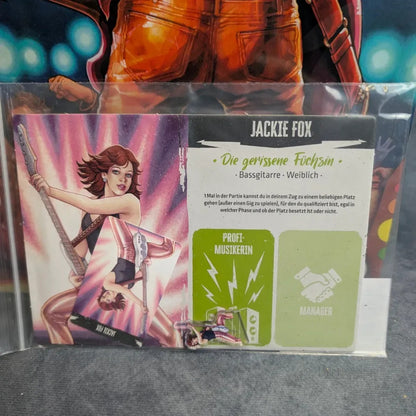 JACKIE FOX
• Die gerissene Füchsin •
- Bassgitarre - Weiblich -
1 Mal in der Partie kannst du in deinem Zug zu einem beliebigen Platz
gehen (außer einen Gig zu spielen), für den du qualifiziert bist, egal in
welcher Phase und ob der Platz besetzt ist oder nicht.
PROFI-
MUSIKERIN
MANAGER
JACKIE FOX